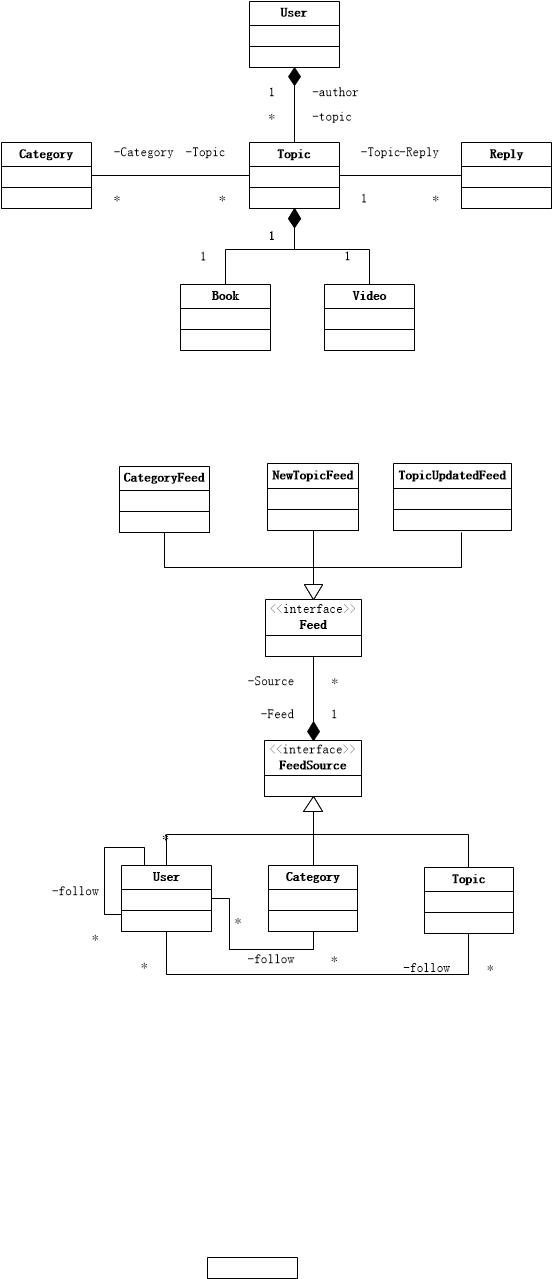 User
1 -author
* -topic
Category -Category -Topic Topic -Topic-Reply Reply
* * 1 *
1
1 1
Book Video
CategoryFeed NewTopicFeed TopicUpdatedFeed
<<interface>>
Feed
-Source *
-Feed 1
<<interface>>
FeedSource
*
User Category Topic
-follow
*
* -follow * -follow *
*